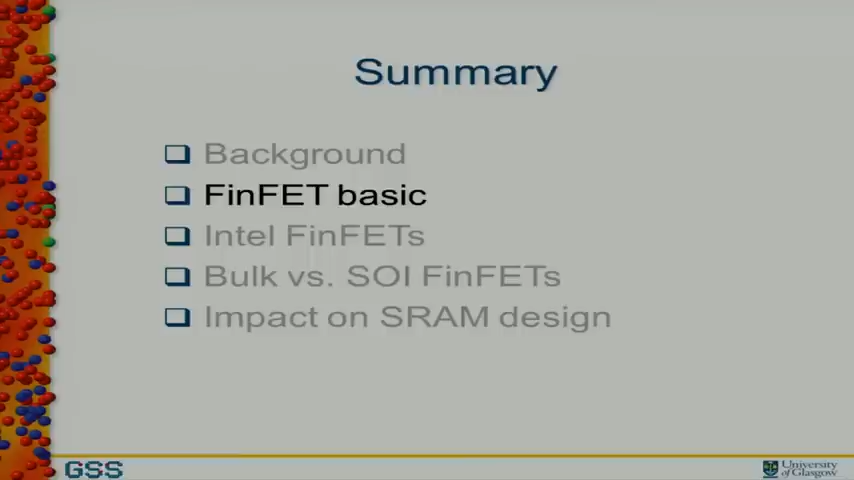 Summary
Background
FinFET basic
Intel FinFETs
Bulk vs. SOI FinFETs
Impact on SRAM design
GSS
University
of Glasgow